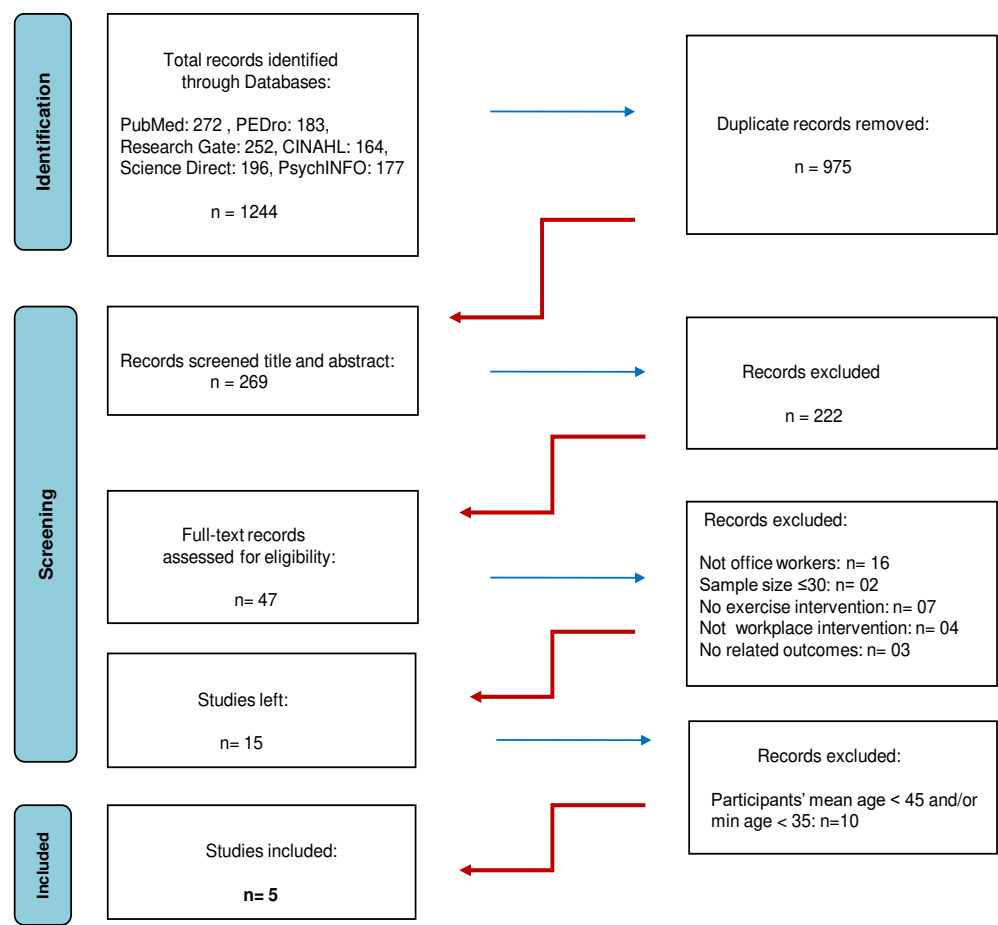 Identification
Total records identified
through Databases:
PubMed: 272 , PEDro: 183,
Research Gate: 252, CINAHL: 164,
Science Direct: 196, PsychINFO: 177
n = 1244
Duplicate records removed:
n = 975
Screening
Records screened title and abstract:
n = 269
Records excluded
n = 222
Full-text records
assessed for eligibility:
n= 47
Records excluded:
Not office workers: n= 16
Sample size ≤30: n= 02
No exercise intervention: n= 07
Not workplace intervention: n= 04
No related outcomes: n= 03
Studies left:
n= 15
Records excluded:
Participants’ mean age < 45 and/or
min age < 35: n=10
Included
Studies included:
n= 5